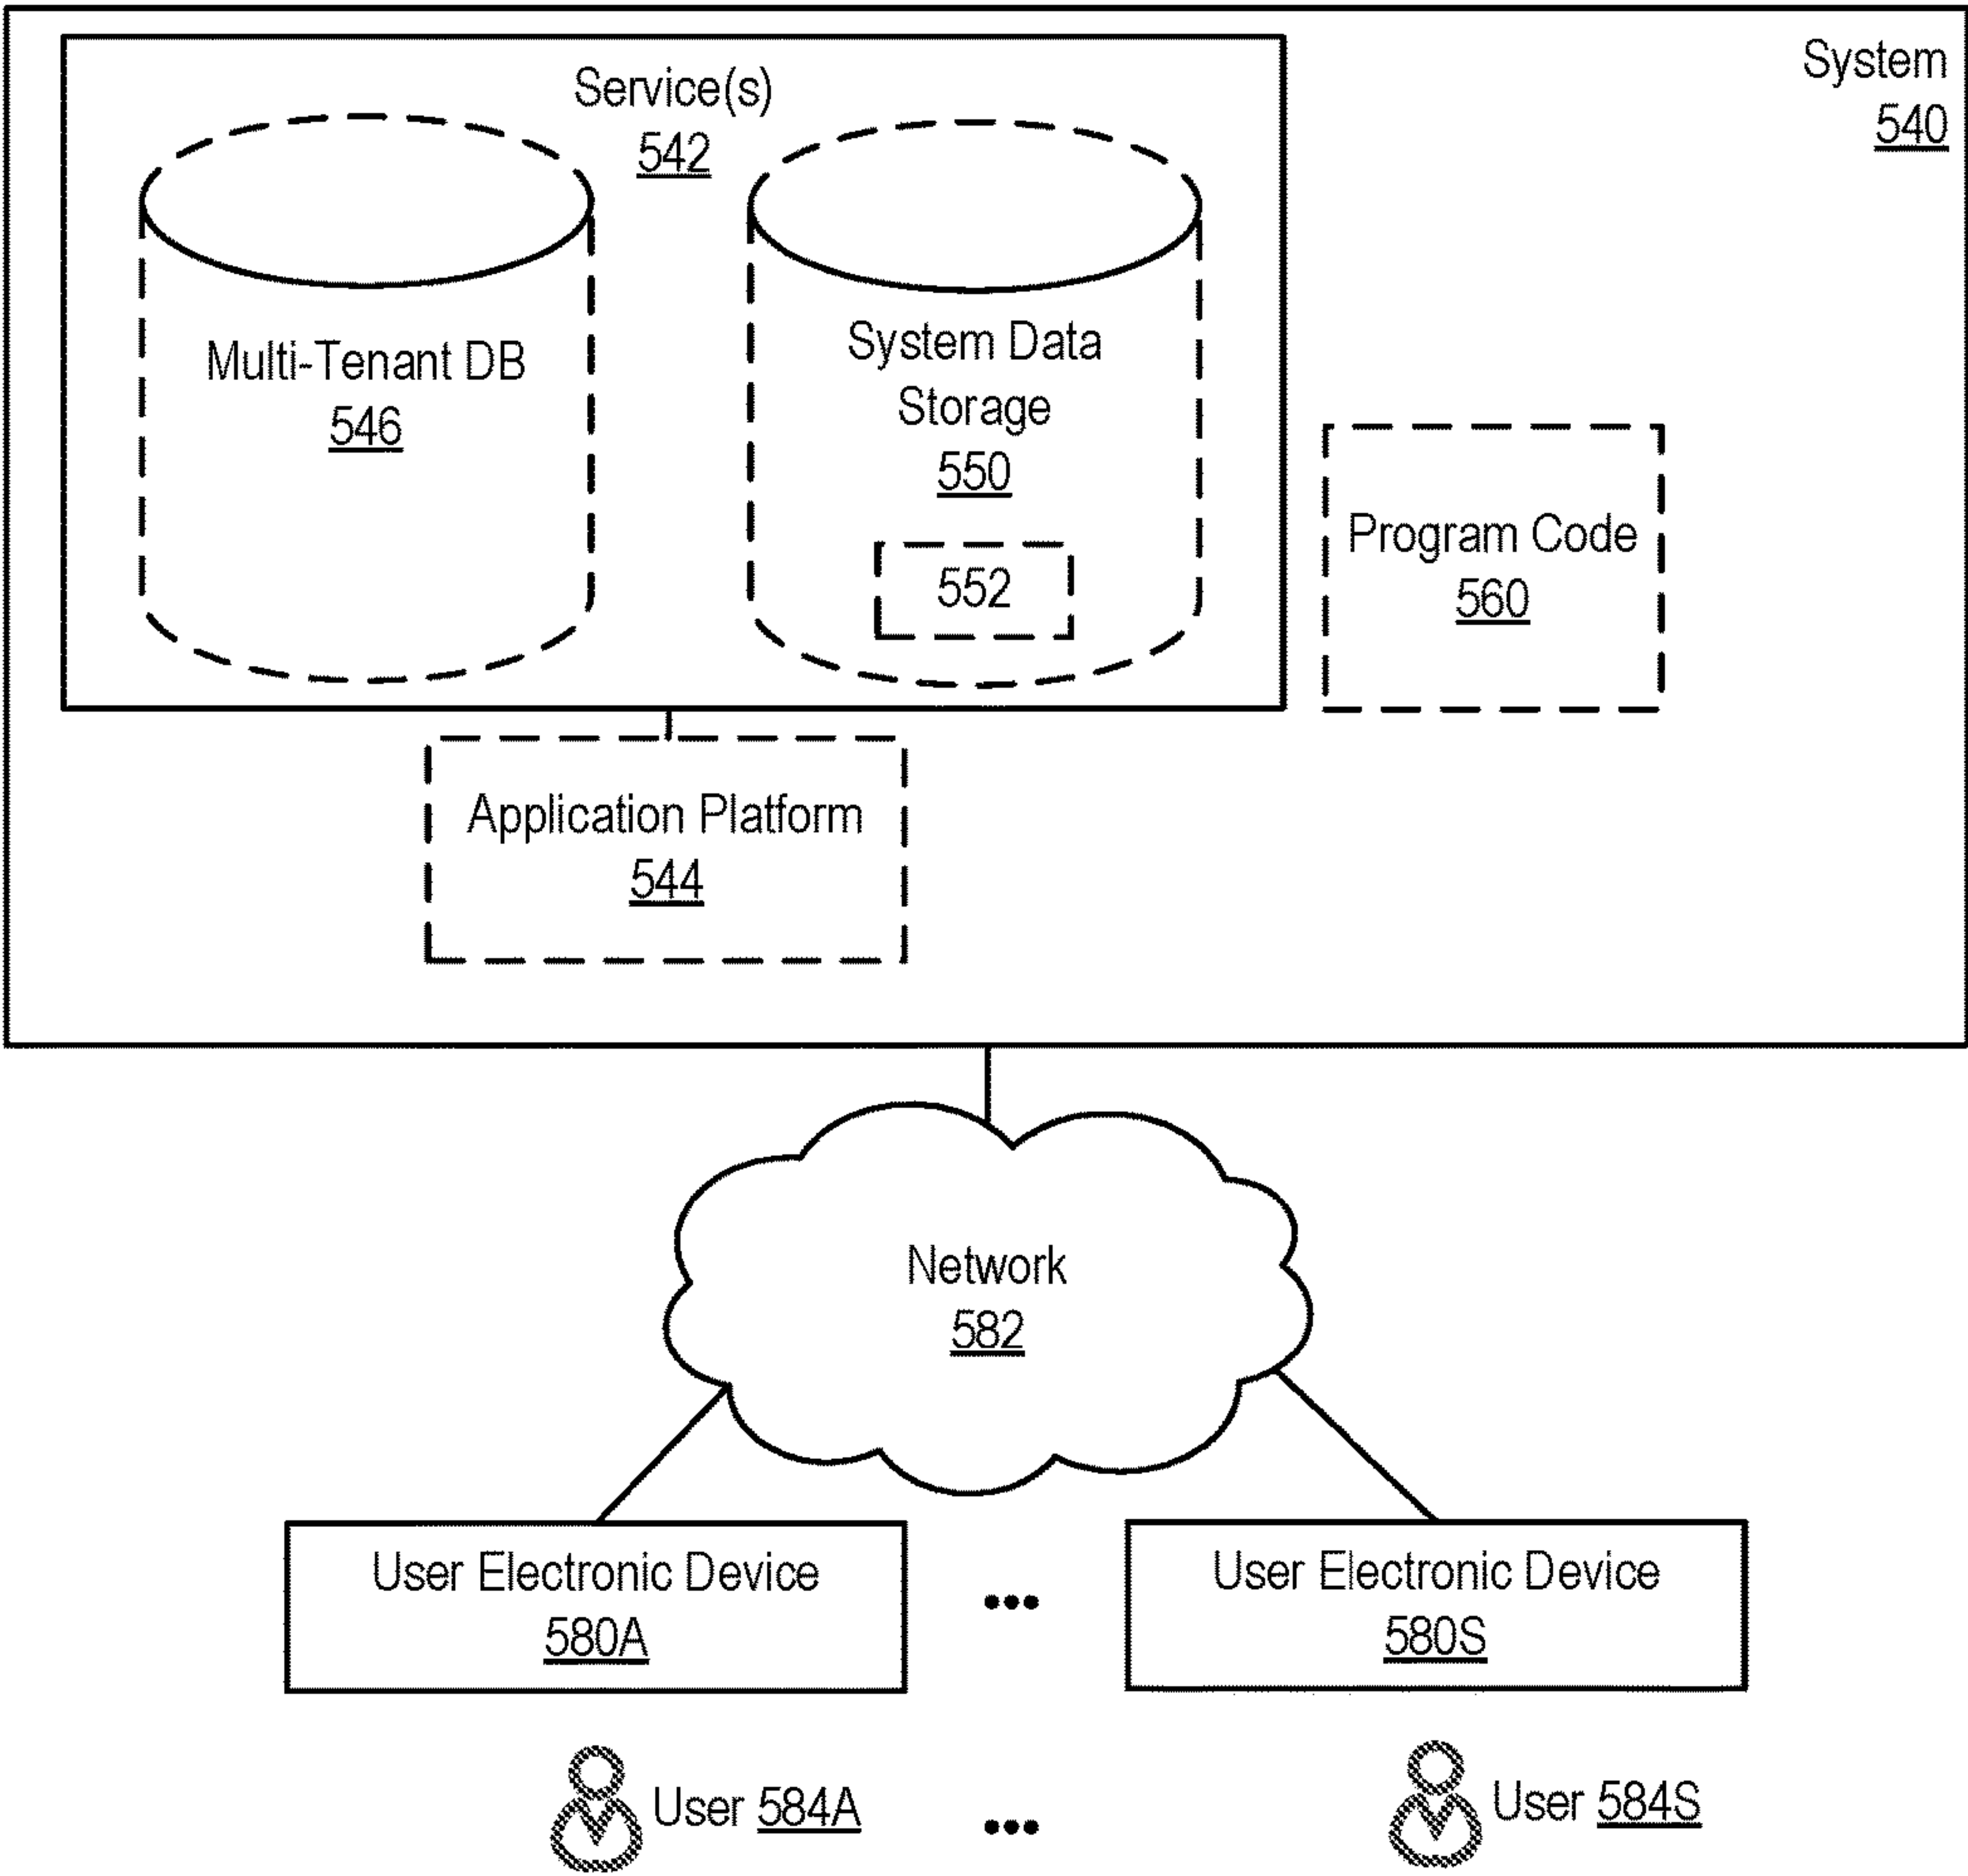 System
540
Service(s)
542
Multi-Tenant DB
546
System Data
Storage
550
552
Program Code
560
Application Platform
544
Network
582
User Electronic Device
580A
•••
User Electronic Device
580S
User 584A
•••
User 584S